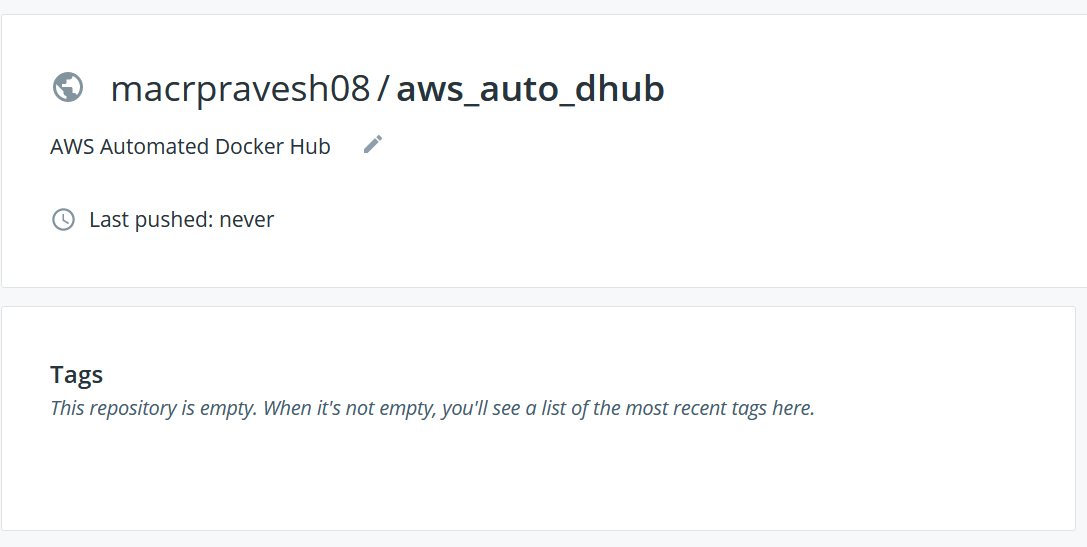 macrpravesh08 / aws_auto_dhub
AWS Automated Docker Hub
Last pushed: never
Tags
This repository is empty. When it's not empty, you'll see a list of the most recent tags here.